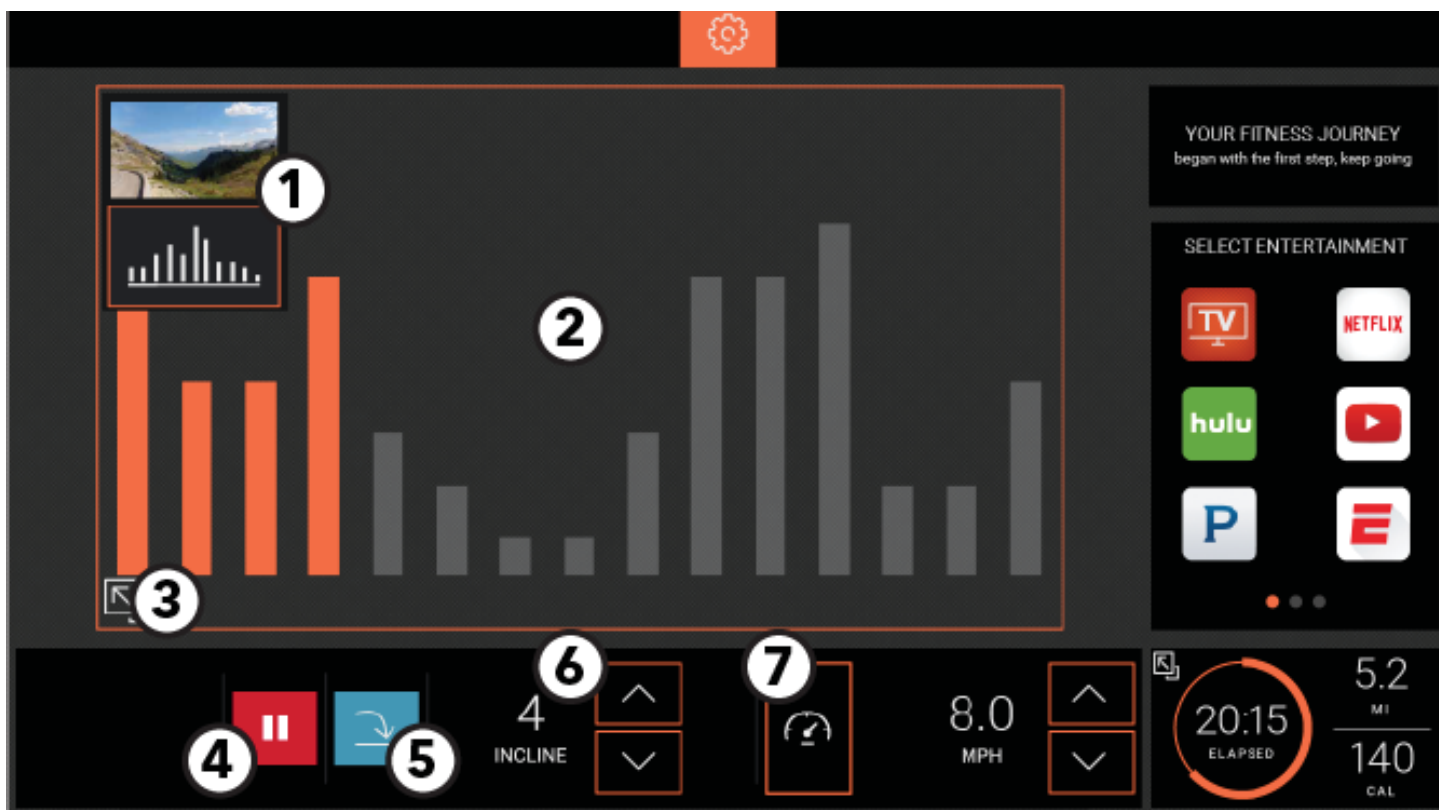 1
YOUR FITNESS JOURNEY
began with the first step, keep going
2
SELECT ENTERTAINMENT
TV
NETFLIX
hulu
P
E
3
4
5
4
INCLINE
6
7
8.0
MPH
20:15
ELAPSED
5.2
MI
140
CAL